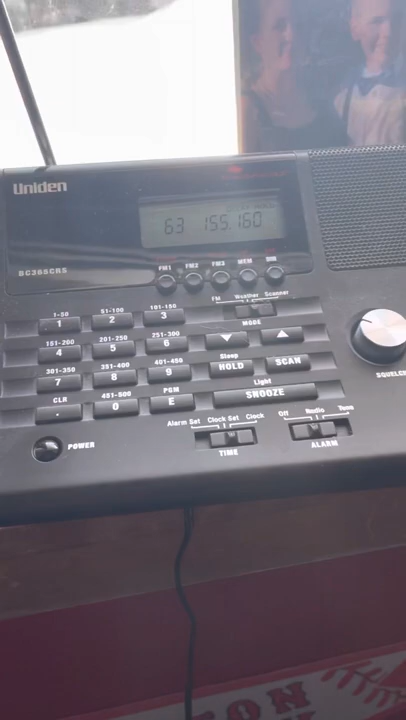 Uniden
63 155.160
BC365CRS
FM1 FM2 FM3 MEM DIM
1-50 51-100 101-150
1 2 3
FM Weather Scanner
MODE
151-200 201-250 251-300
4 5 6
301-350 351-400 401-450
7 8 9
Sleep
HOLD SCAN
CLR 451-500 PGM
. 0 E
Light
SNOOZE
SQUELCH
Alarm Set Clock Set Clock
TIME
Off Radio Tone
ALARM
POWER
TON